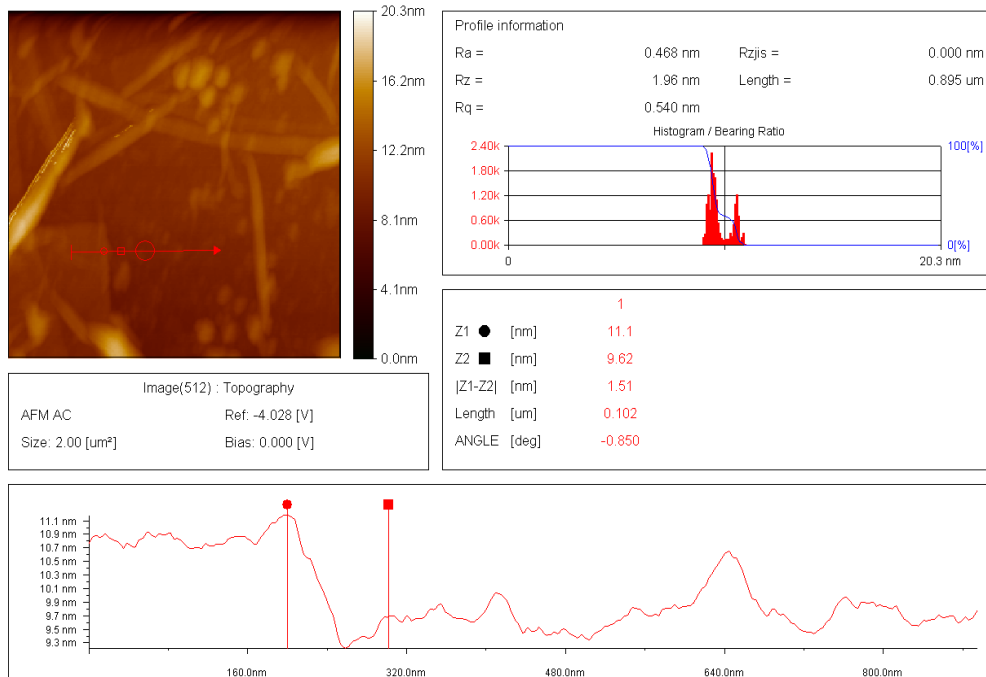 20.3nm
16.2nm
12.2nm
8.1nm
4.1nm
0.0nm
Image(512) : Topography
AFM AC Ref: -4.028 [V]
Size: 2.00 [um²] Bias: 0.000 [V]
Profile information
Ra = 0.468 nm Rzjis = 0.000 nm
Rz = 1.96 nm Length = 0.895 um
Rq = 0.540 nm
Histogram / Bearing Ratio
2.40k 100[%]
1.80k
1.20k
0.60k
0.00k 0[%]
0 20.3 nm
1
Z1 [nm] 11.1
Z2 [nm] 9.62
|Z1-Z2| [nm] 1.51
Length [um] 0.102
ANGLE [deg] -0.850
11.1 nm
10.9 nm
10.7 nm
10.5 nm
10.3 nm
10.1 nm
9.9 nm
9.7 nm
9.5 nm
9.3 nm
160.0nm 320.0nm 480.0nm 640.0nm 800.0nm